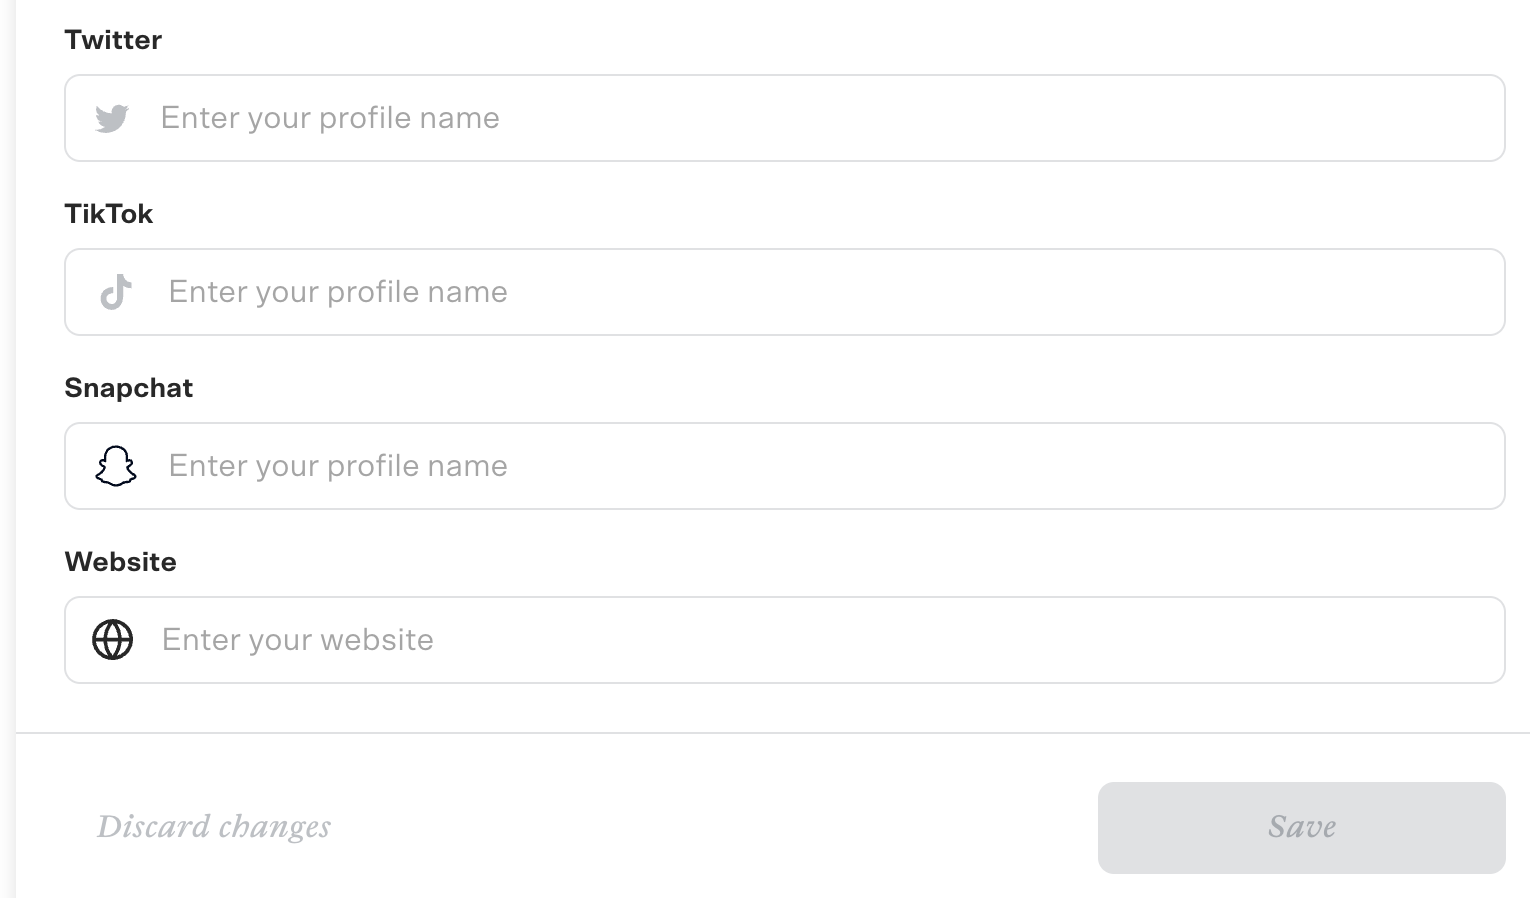 Twitter
Enter your profile name
TikTok
Enter your profile name
Snapchat
Enter your profile name
Website
Enter your website
Discard changes
Save